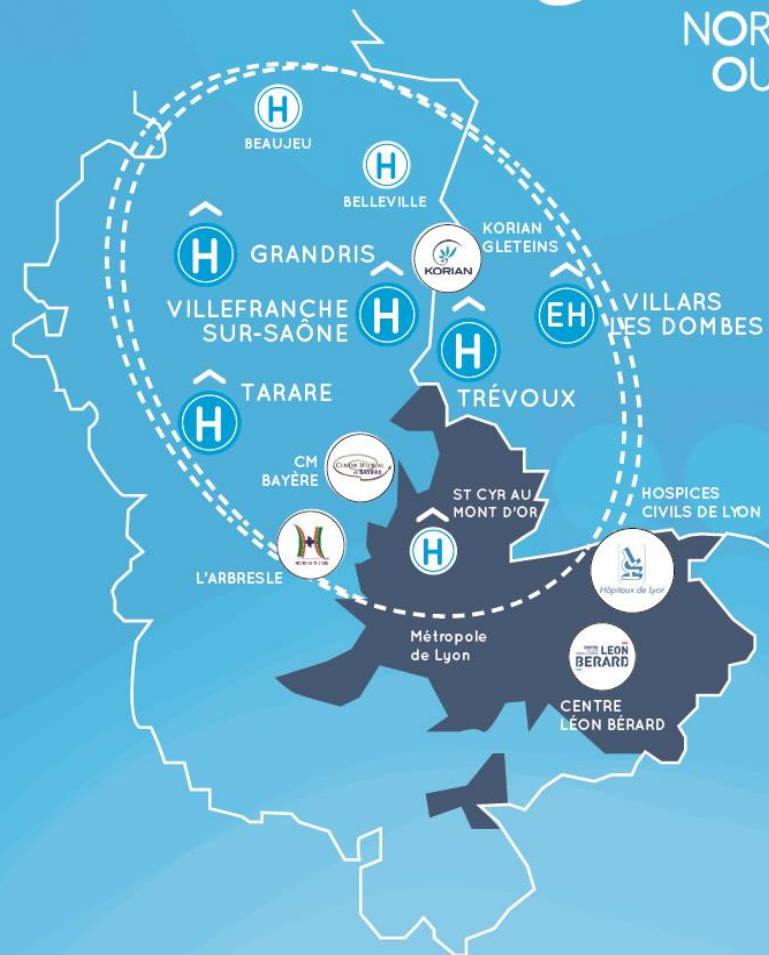 NOR
OU
H
BEAUJEU
H
BELLEVILLE
H
GRANDRIS
KORIAN
GLETEINS
KORIAN
VILLEFRANCHE
SUR-SAÔNE
H
H
TRÉVOUX
EH
VILLARS
LES DOMBES
H
TARARE
CM
BAYÈRE
L'ARBRESLE
ST CYR AU
MONT D'OR
H
HOSPICES
CIVILS DE LYON
Hôpitaux de Lyon
Métropole
de Lyon
LEON
BERARD
CENTRE
LÉON BÉRARD